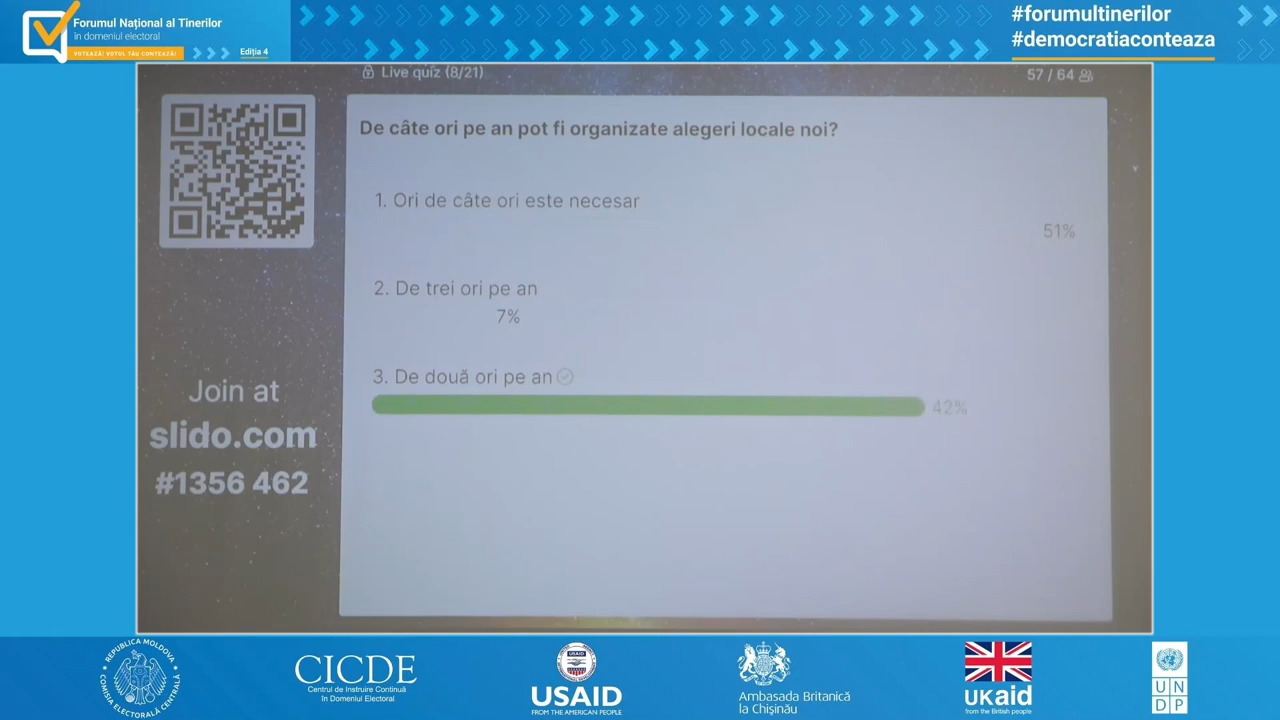 Forumul Național al Tinerilor
în domeniul electoral
VOTEAZĂ! VOTUL TĂU CONTEAZĂ!
Ediția 4
#forumultinerilor
#democratiaconteaza
Live quiz (8/21)
57 / 64
De câte ori pe an pot fi organizate alegeri locale noi?
1. Ori de câte ori este necesar
51%
2. De trei ori pe an
7%
3. De două ori pe an
42%
Join at
slido.com
#1356 462
REPUBLICA MOLDOVA
COMISIA ELECTORALĂ CENTRALĂ
CICDE
Centrul de Instruire Continuă
în Domeniul Electoral
USAID
USAID
FROM THE AMERICAN PEOPLE
Ambasada Britanică
la Chișinău
UKaid
from the British people
U N
D P